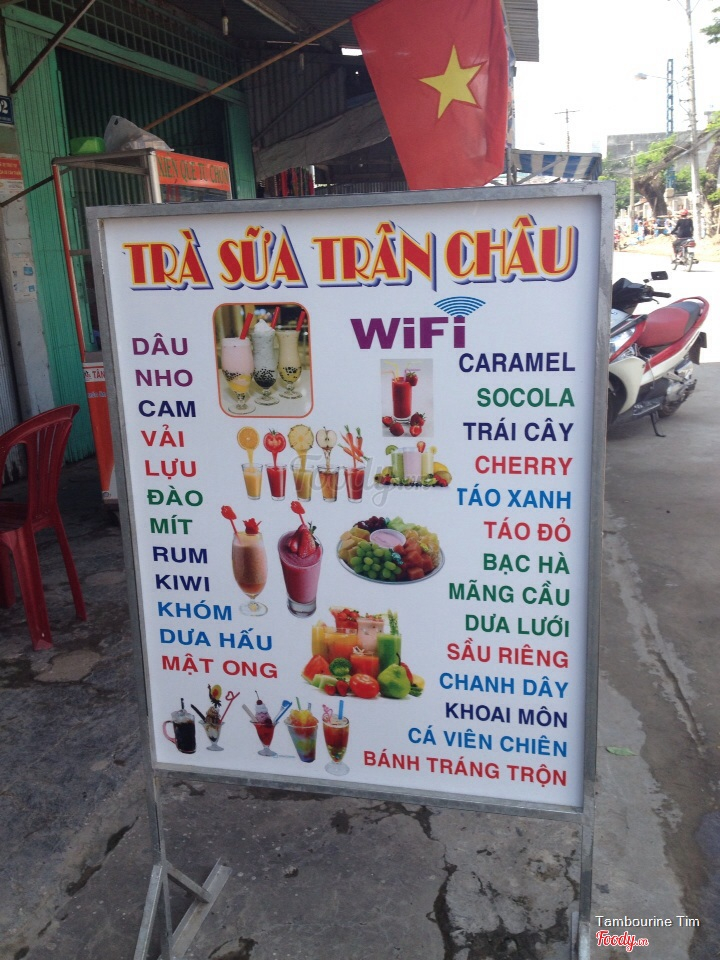 TRÀ SỮA TRÂN CHÂU
WiFi
DÂU
NHO
CAM
VẢI
LỰU
ĐÀO
MÍT
RUM
KIWI
KHÓM
DƯA HẤU
MẬT ONG
CARAMEL
SOCOLA
TRÁI CÂY
CHERRY
TÁO XANH
TÁO ĐỎ
BẠC HÀ
MÃNG CẦU
DƯA LƯỚI
SẦU RIÊNG
CHANH DÂY
KHOAI MÔN
CÁ VIÊN CHIÊN
BÁNH TRÁNG TRỘN
Tambourine Tim
Foody.vn